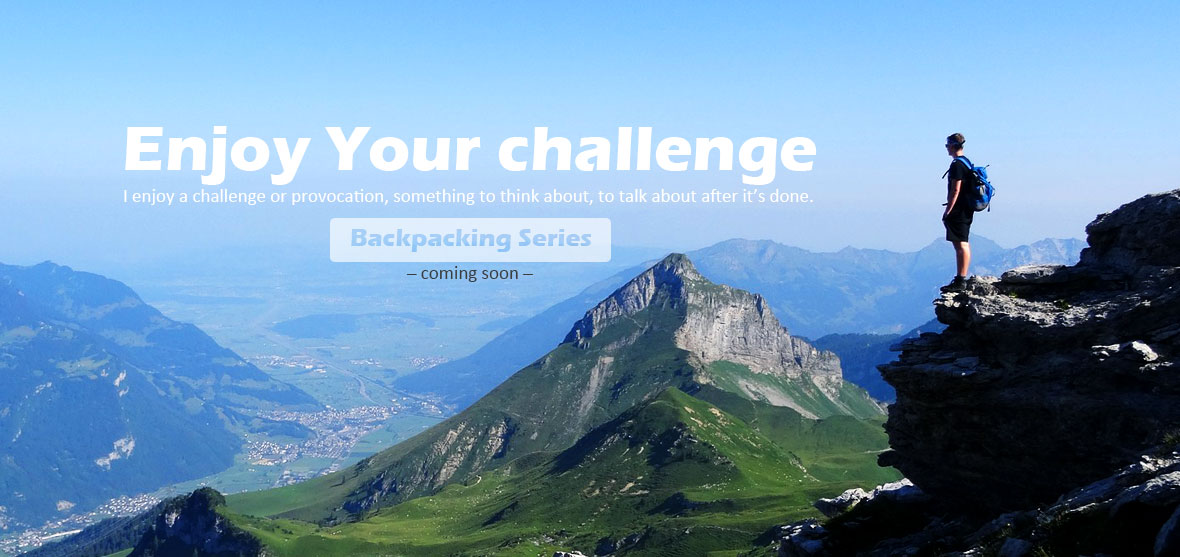 Enjoy Your challenge
I enjoy a challenge or provocation, something to think about, to talk about after it’s done.
Backpacking Series
– coming soon –